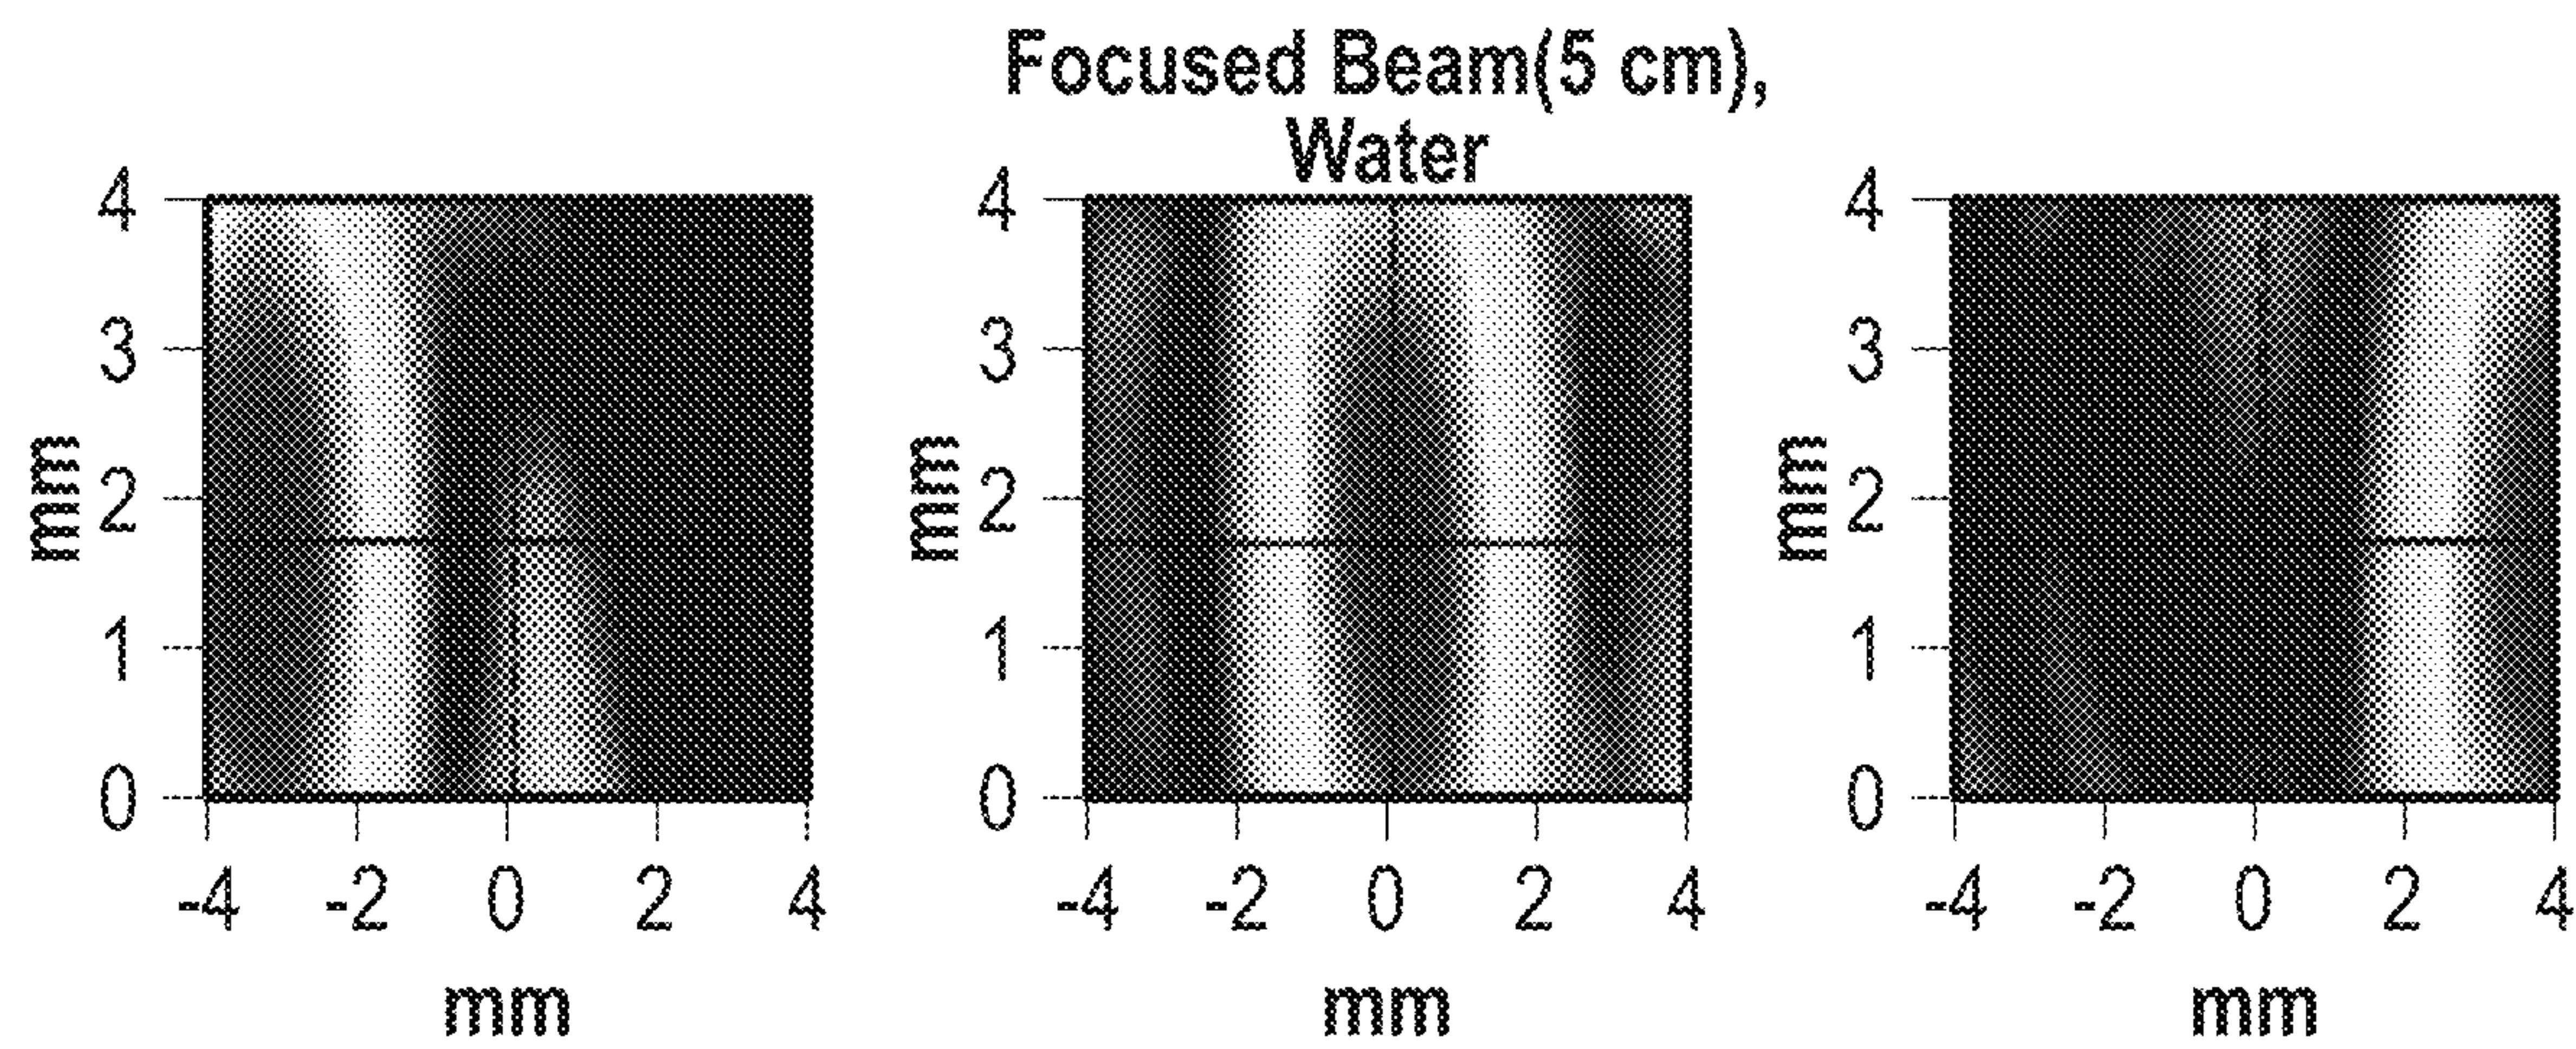 Focused Beam(5 cm),
Water
4 4 4
3 3 3
mm 2 mm 2 mm 2
1 1 1
0 0 0
-4 -2 0 2 4 -4 -2 0 2 4 -4 -2 0 2 4
mm mm mm